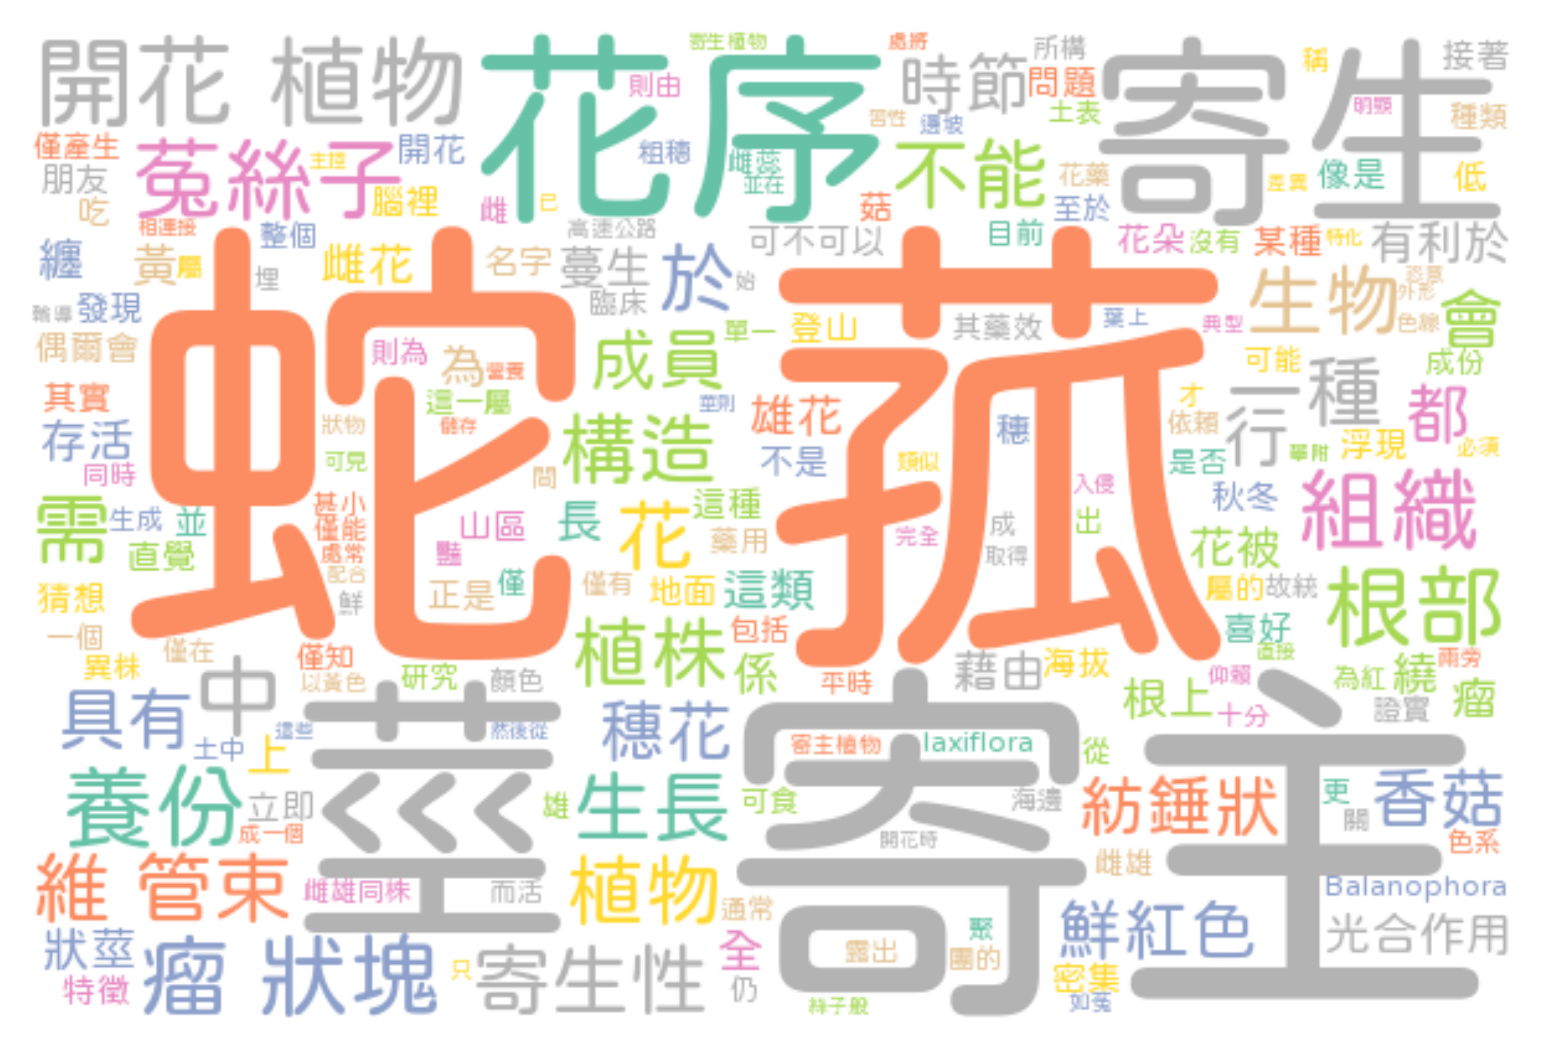 開花 植物
花序
寄生植物
處將
所構
時節
問題
寄生
稱
接著
則由
明顯
土表
種類
僅產生
菟絲子
主控
開花
粗穗
雌蕊
並在
習性
邊坡
不能
花藥
差異
像是
低
朋友
吃
腦裡
雌
已
菇
至於
相連接
整個
高速公路
可不可以
目前
花朵
沒有
某種
特化
有利於
纏
黃
屬
埋
雌花
名字
蔓生
於
始
生物
恣意
外形
色線
會
輔導
發現
臨床
蛇菰
偶爾會
則為
為
營養
成員
單一
登山
其藥效
葉上
典型
可能
一種
成份
其實
這一屬
華則
雄花
才
行
都
存活
狀物
儲存
構造
不是
穗
依賴
單附
浮現
必須
同時
可見
間
類似
入侵
是否
秋冬
組織
需
生成
並
甚小
僅能
山區
長
花
這種
藥用
完全
成
出
直覺
處常
豔
取得
花被
配合
猜想
鮮
正是
僅
僅有
地面
這類
屬的
故統
根部
一個
僅在
植株
包括
喜好
直接
異株
僅知
以黃色
研究
顏色
係
平時
藉由
海拔
仰賴
雨旁
為紅
繞
根上
十分
瘤
證實
具有
中
土中
上
這些
然後從
穗花
寄主植物
laxiflora
從
寄主
養份
立即
莖
成一個
雄
生長
可食
海邊
紡錘狀
更
關
香菇
開花時
色系
維 管束
雌雄同株
而活
植物
通常
雌雄
Balanophora
狀莖
特徵
瘤 狀塊
只
寄生性
全
仍
露出
聚
團的
鮮紅色
密集
光合作用
絲子般
如菟